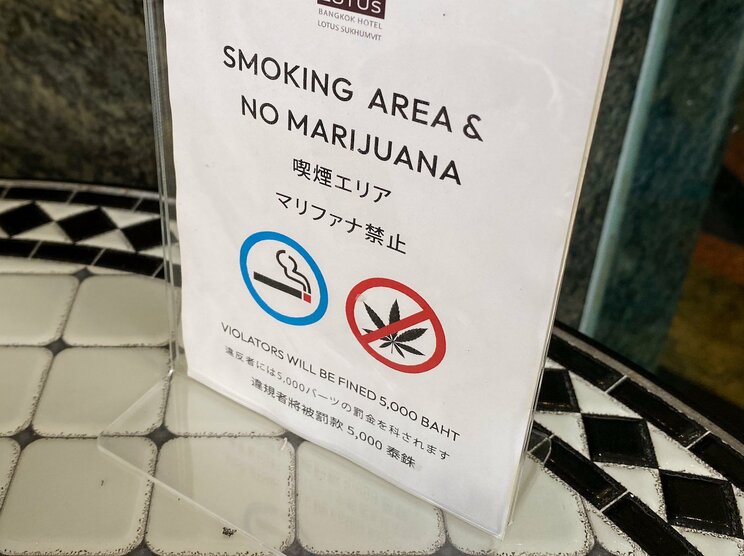 LOTUS
BANGKOK HOTEL
LOTUS SUKHUMVIT
SMOKING AREA &
NO MARIJUANA
喫煙エリア
マリファナ禁止
VIOLATORS WILL BE FINED 5,000 BAHT
違反者には5,000バーツの罰金を科されます
違規者將被罰款 5,000 泰銖